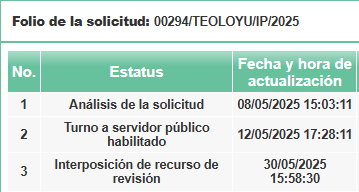 Folio de la solicitud: 00294/TEOLOYU/IP/2025
No. Estatus Fecha y hora de actualización
1 Análisis de la solicitud 08/05/2025 15:03:11
2 Turno a servidor público habilitado 12/05/2025 17:28:11
3 Interposición de recurso de revisión 30/05/2025 15:58:30